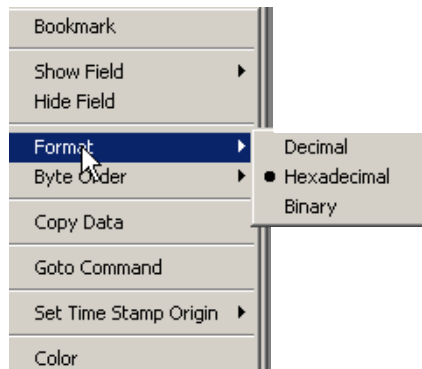 Bookmark
Show Field
Hide Field
Format
Byte Order
Copy Data
Goto Command
Set Time Stamp Origin
Color
Decimal
Hexadecimal
Binary